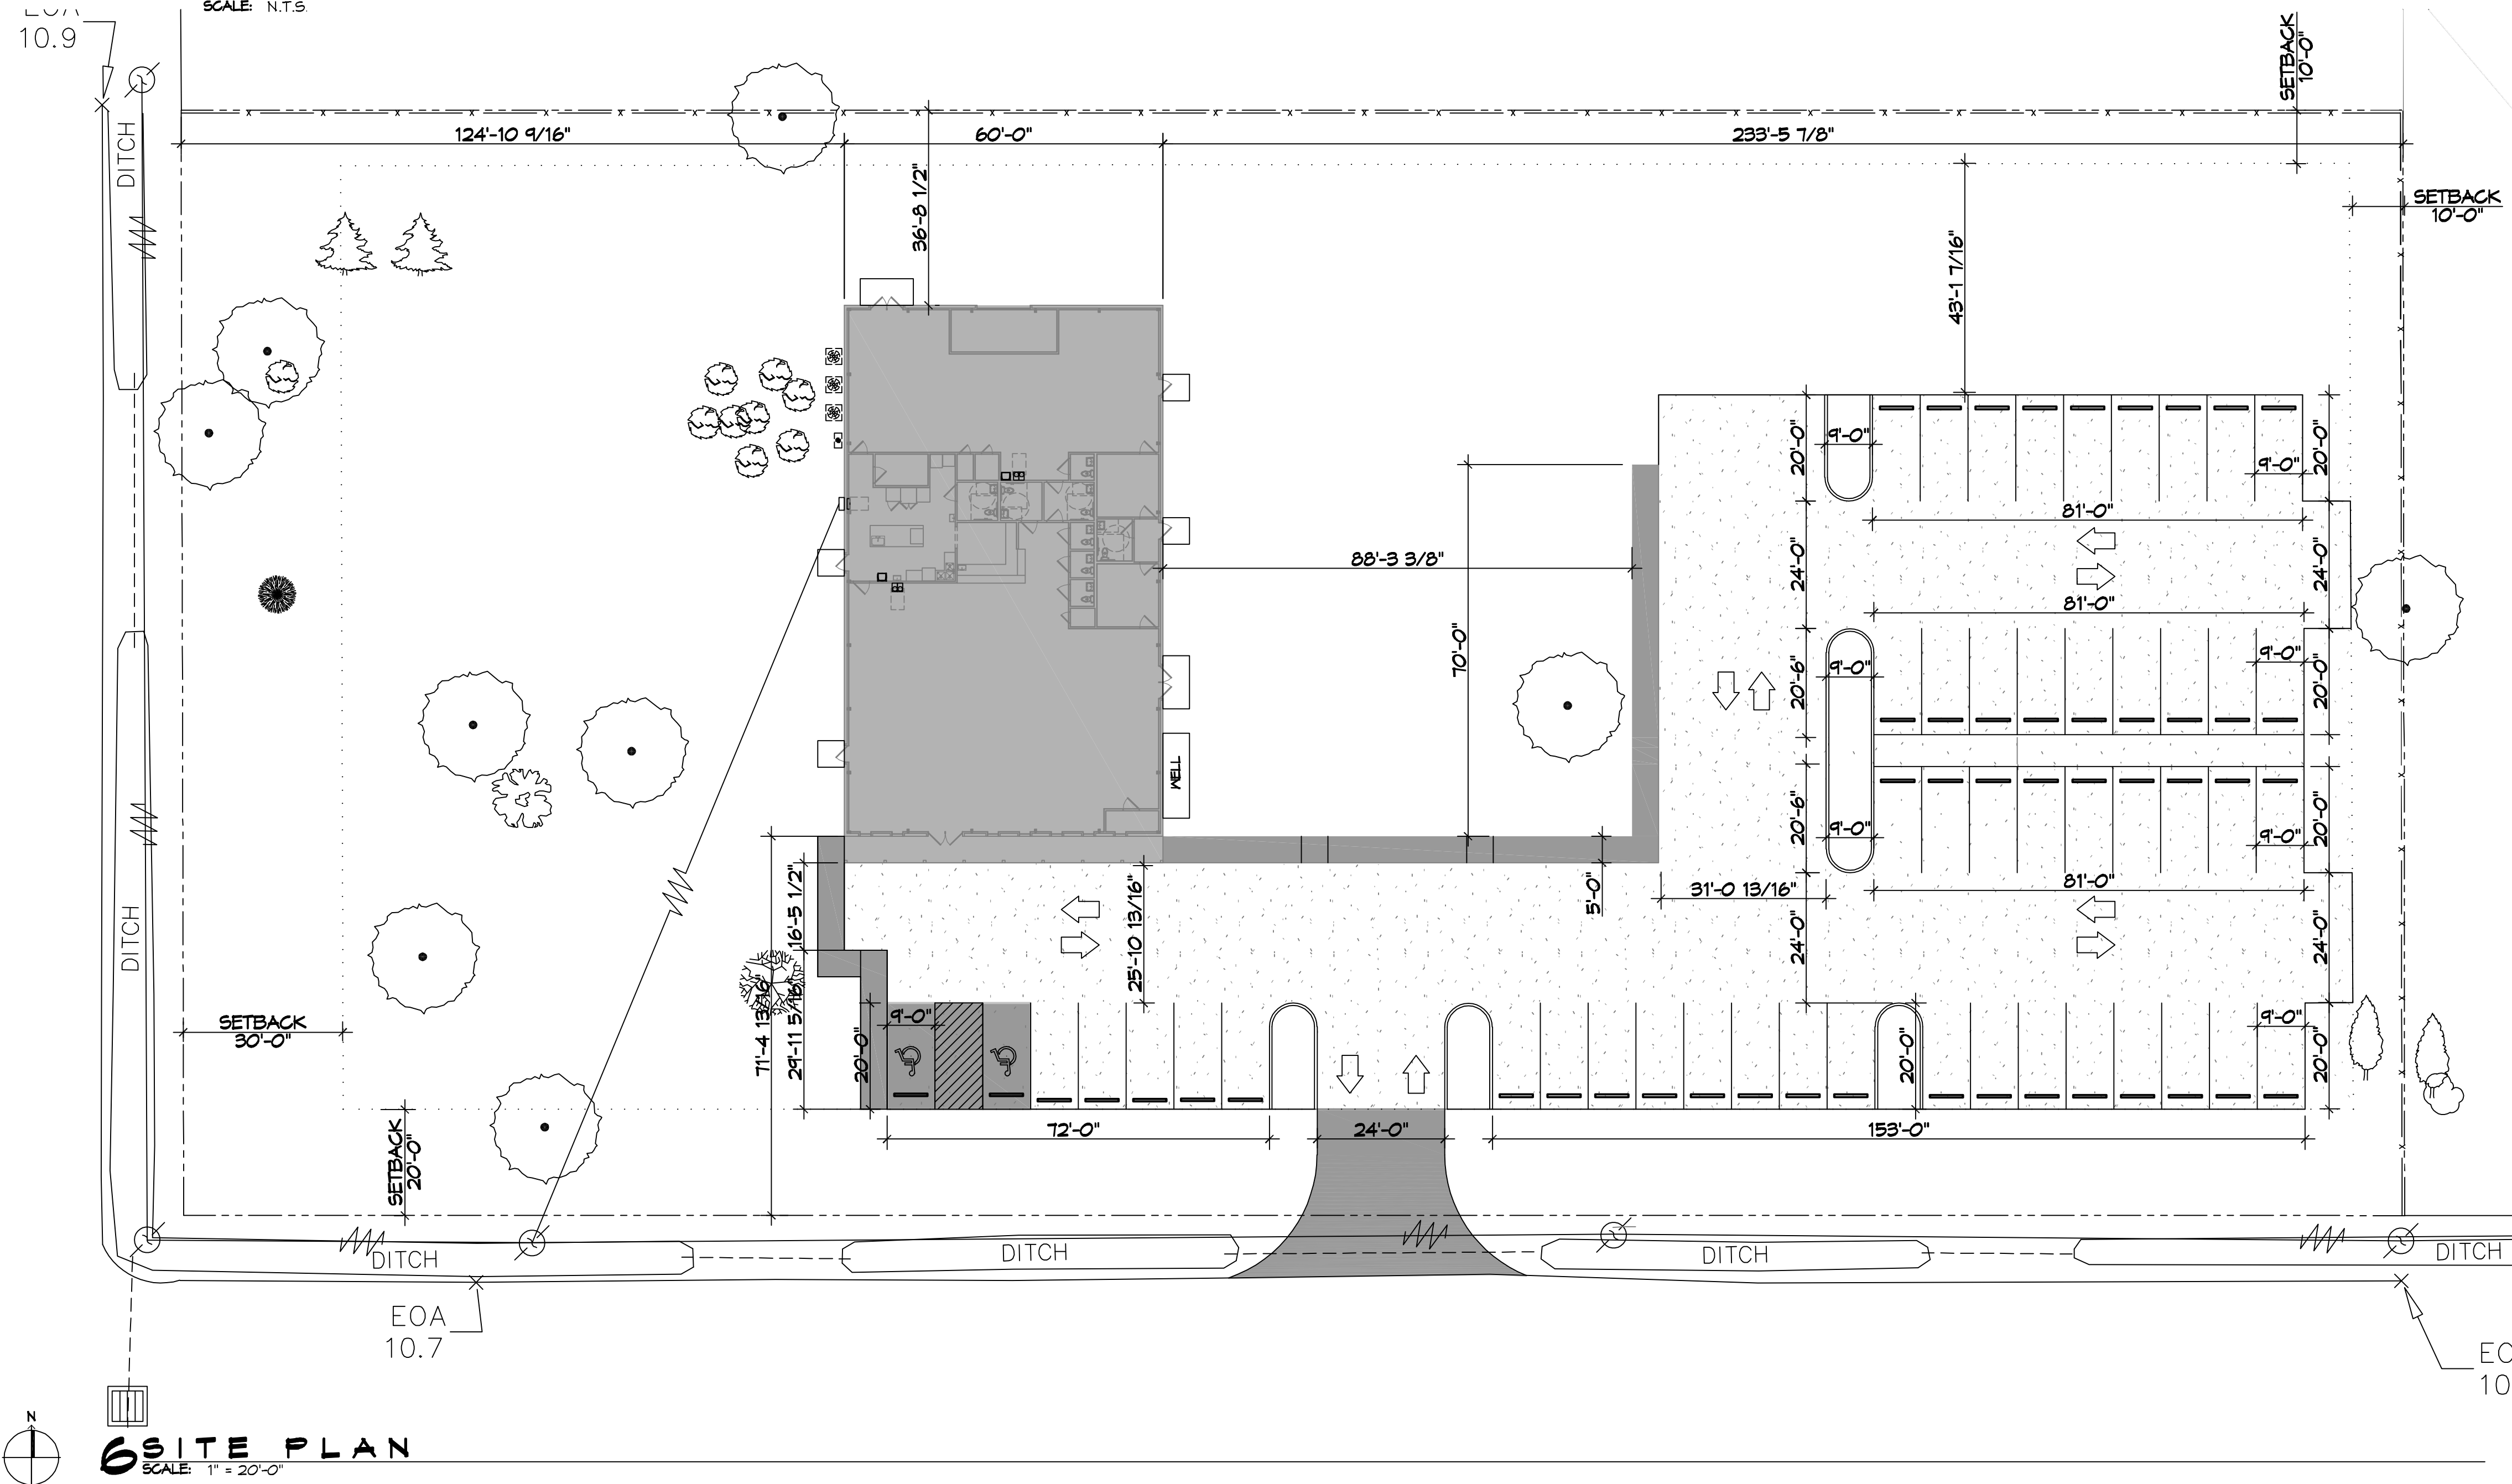 SCALE: N.T.S.
10.9
DITCH
124'-10 9/16"
60'-0"
233'-5 7/8"
SETBACK
10'-0"
SETBACK
10'-0"
36'-8 1/2"
43'-1 7/16"
20'-0"
9'-0"
9'-0"
20'-0"
81'-0"
88'-3 3/8"
24'-0"
24'-0"
81'-0"
70'-0"
20'-6"
9'-0"
9'-0"
20'-0"
WELL
20'-6"
9'-0"
9'-0"
20'-0"
DITCH
16'-5 1/2"
25'-10 13/16"
5'-0"
31'-0 13/16"
81'-0"
24'-0"
24'-0"
71'-4 13/16"
29'-11 5/16"
SETBACK
30'-0"
20'-0"
9'-0"
20'-0"
9'-0"
20'-0"
SETBACK
20'-0"
72'-0"
24'-0"
153'-0"
DITCH
DITCH
DITCH
DITCH
EOA
10.7
N
6 SITE PLAN
SCALE: 1" = 20'-0"